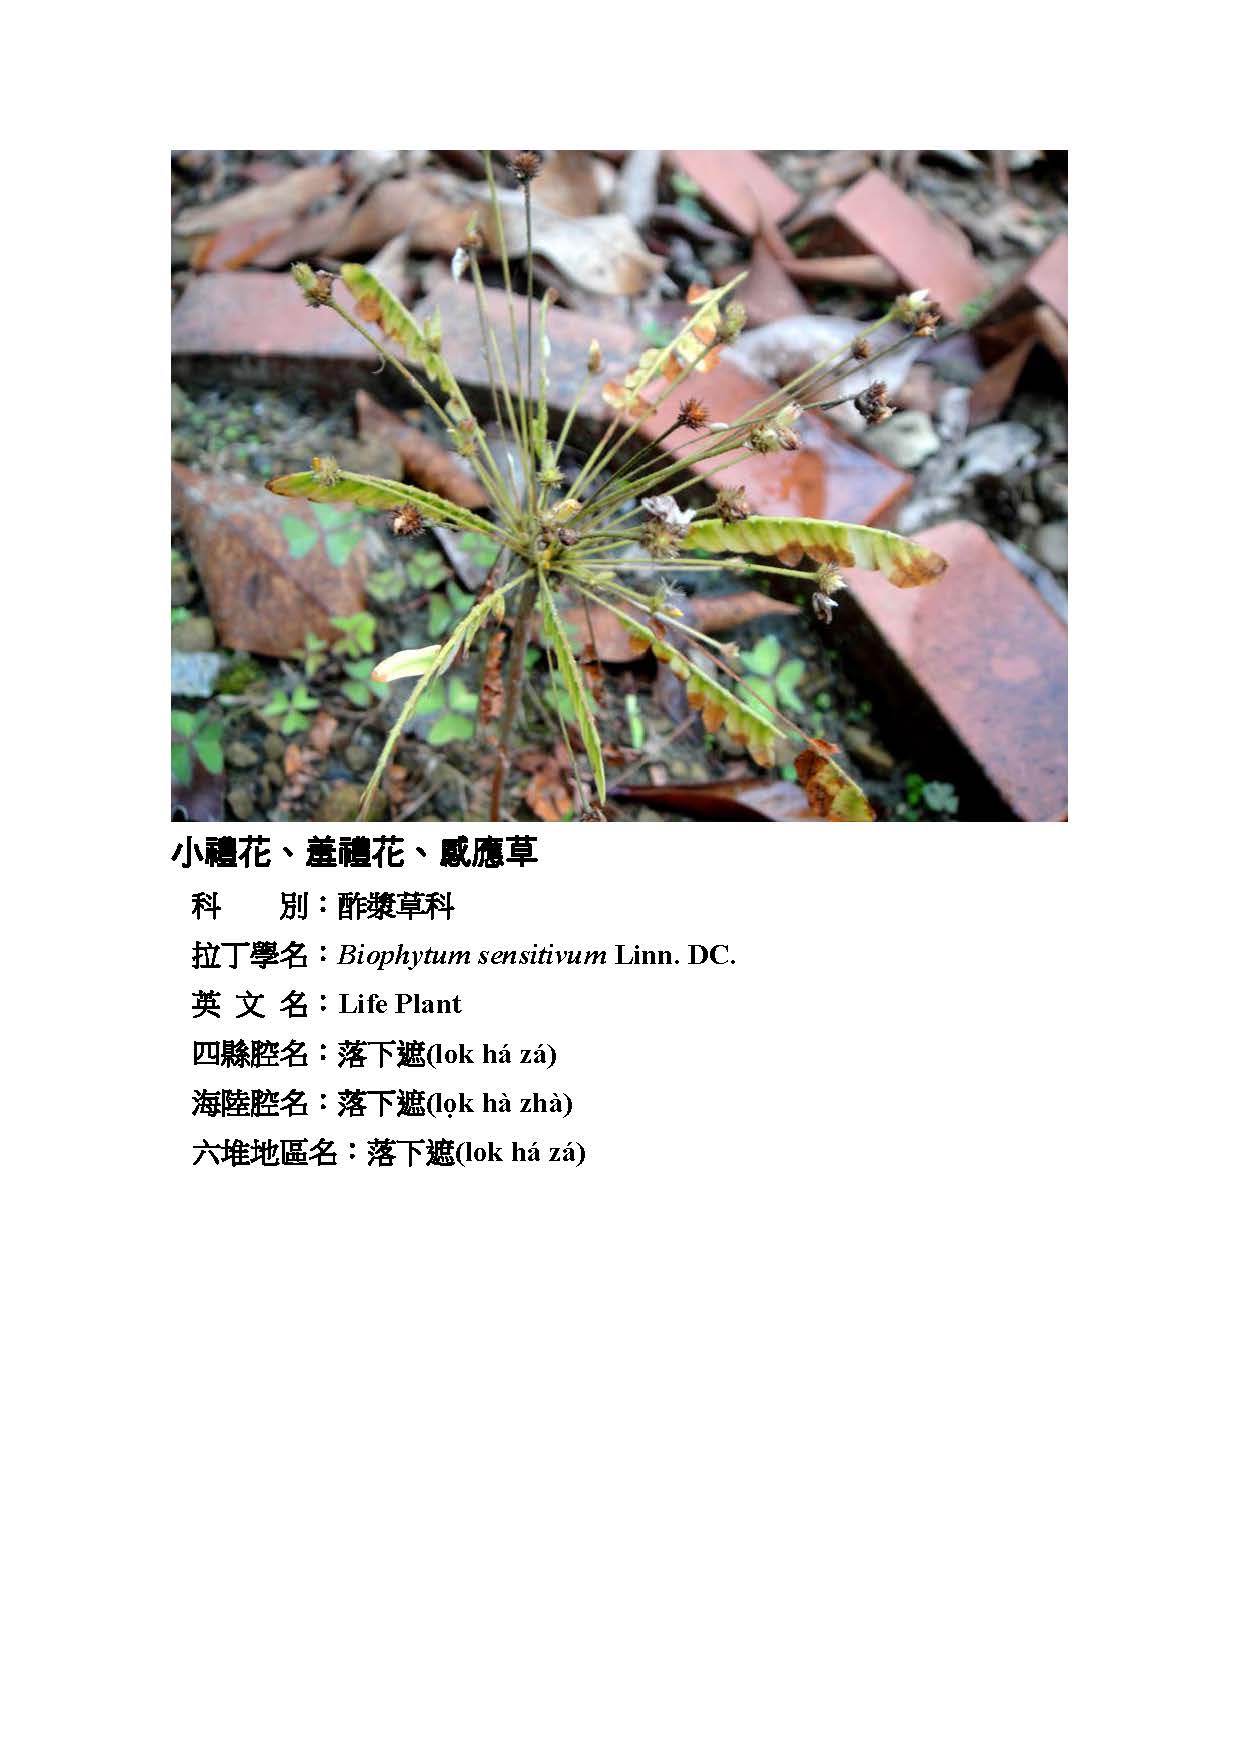 小禮花、羞禮花、感應草
科　　別：酢漿草科
拉丁學名：Biophytum sensitivum Linn. DC.
英 文 名：Life Plant
四縣腔名：落下遮(lok há zá)
海陸腔名：落下遮(lo̩k hà zhà)
六堆地區名：落下遮(lok há zá)